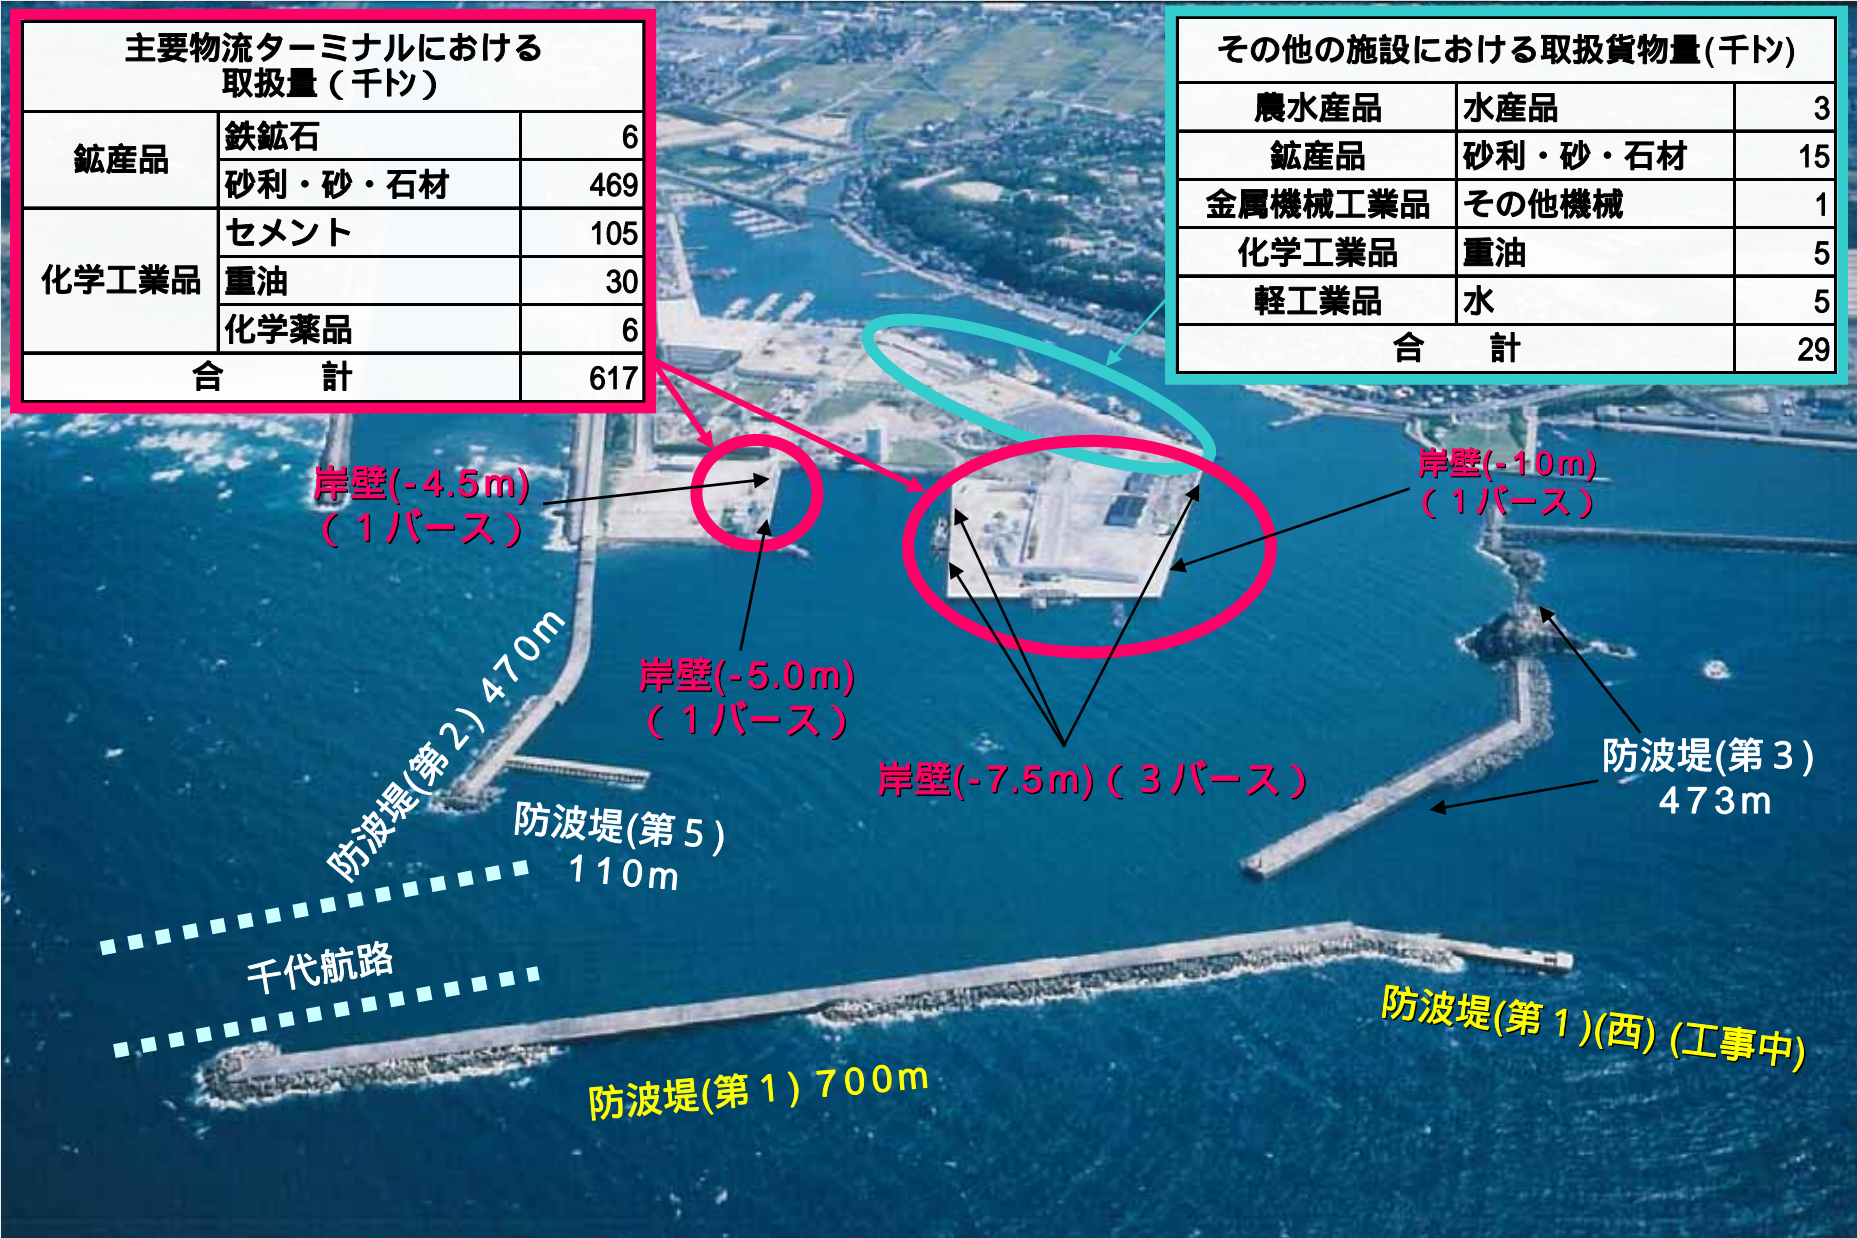 主要物流ターミナルにおける
取扱量（千トン）
鉱産品 鉄鉱石 6
砂利・砂・石材 469
化学工業品 セメント 105
重油 30
化学薬品 6
合 計 617
その他の施設における取扱貨物量(千トン)
農水産品 水産品 3
鉱産品 砂利・砂・石材 15
金属機械工業品 その他機械 1
化学工業品 重油 5
軽工業品 水 5
合 計 29
岸壁(-4.5m)
（１バース）
岸壁(-10m)
（１バース）
岸壁(-5.0m)
（１バース）
岸壁(-7.5m)（３バース）
防波堤(第２) 470m
防波堤(第３)
473m
防波堤(第５)
110m
千代航路
防波堤(第１)(西) (工事中)
防波堤(第１) 700m